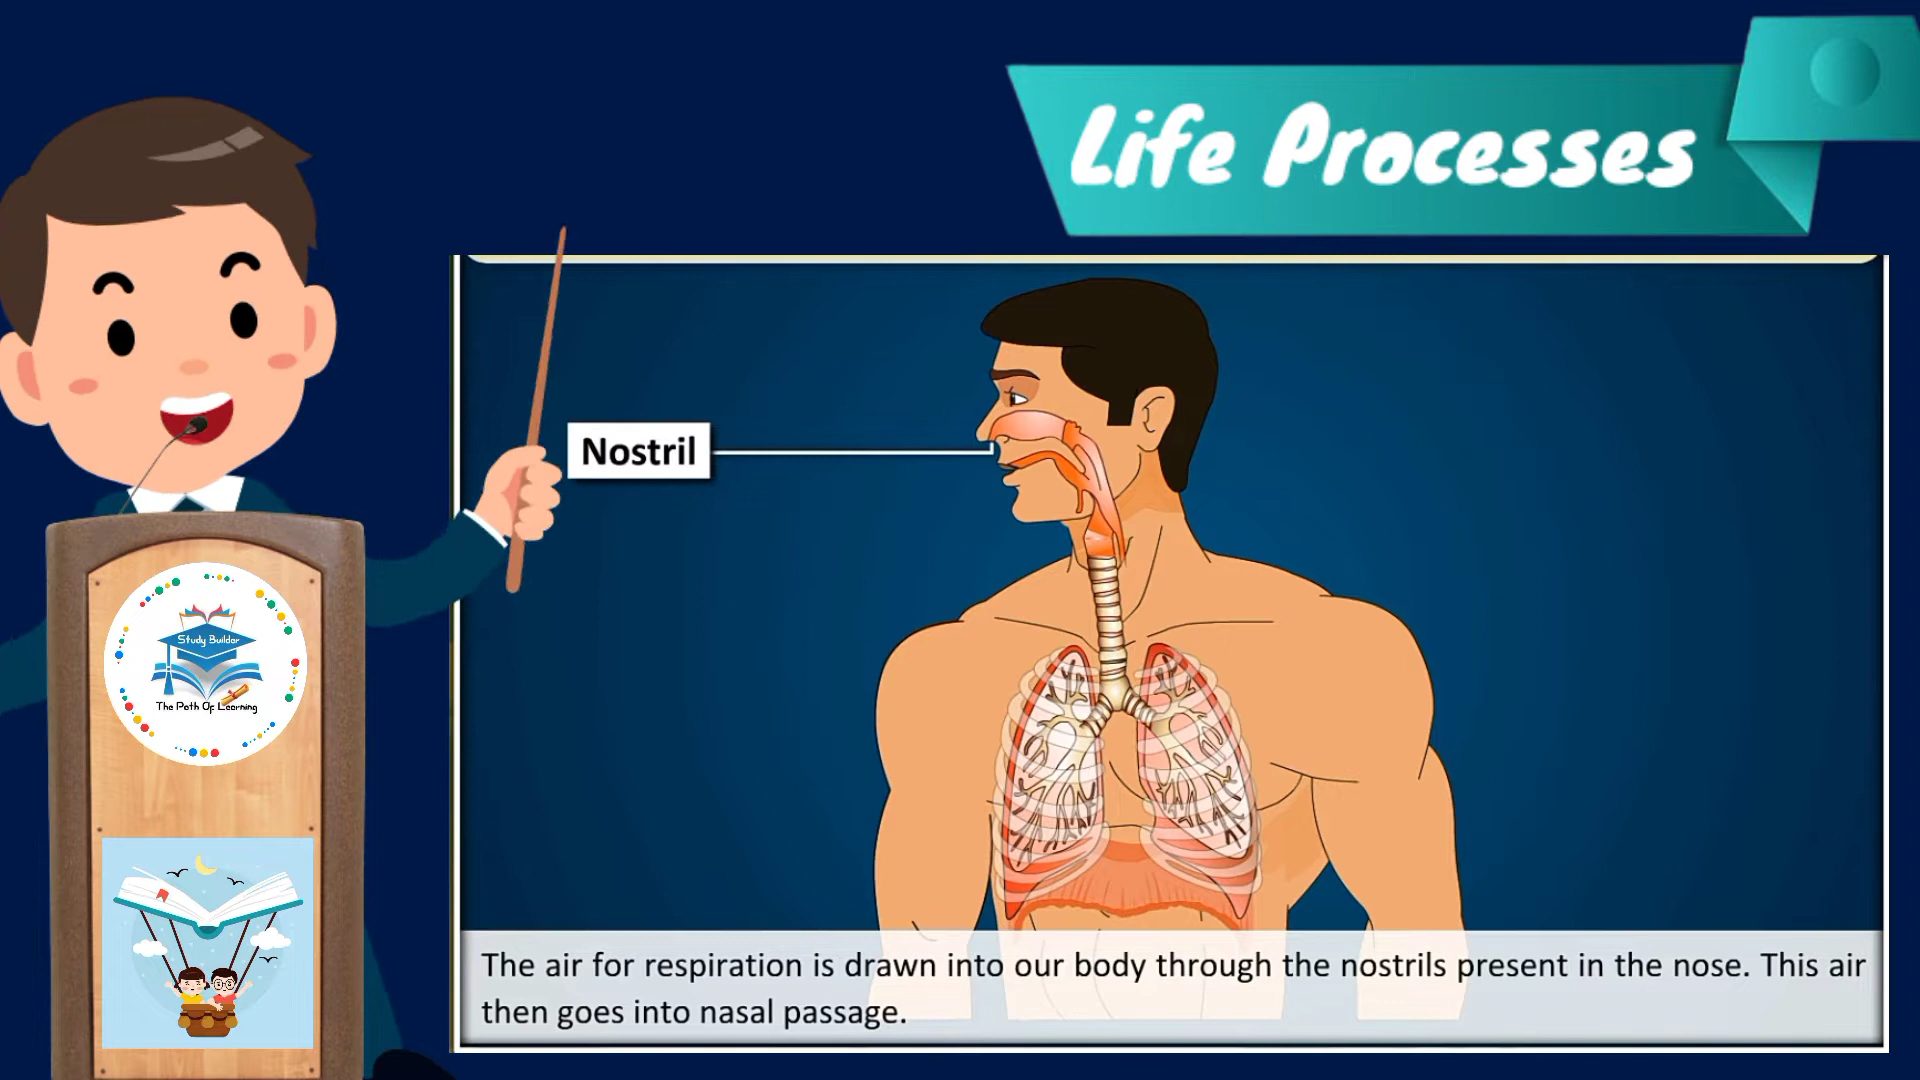 Life Processes
Nostril
Study Builder
The Path Of Learning
The air for respiration is drawn into our body through the nostrils present in the nose. This air
then goes into nasal passage.